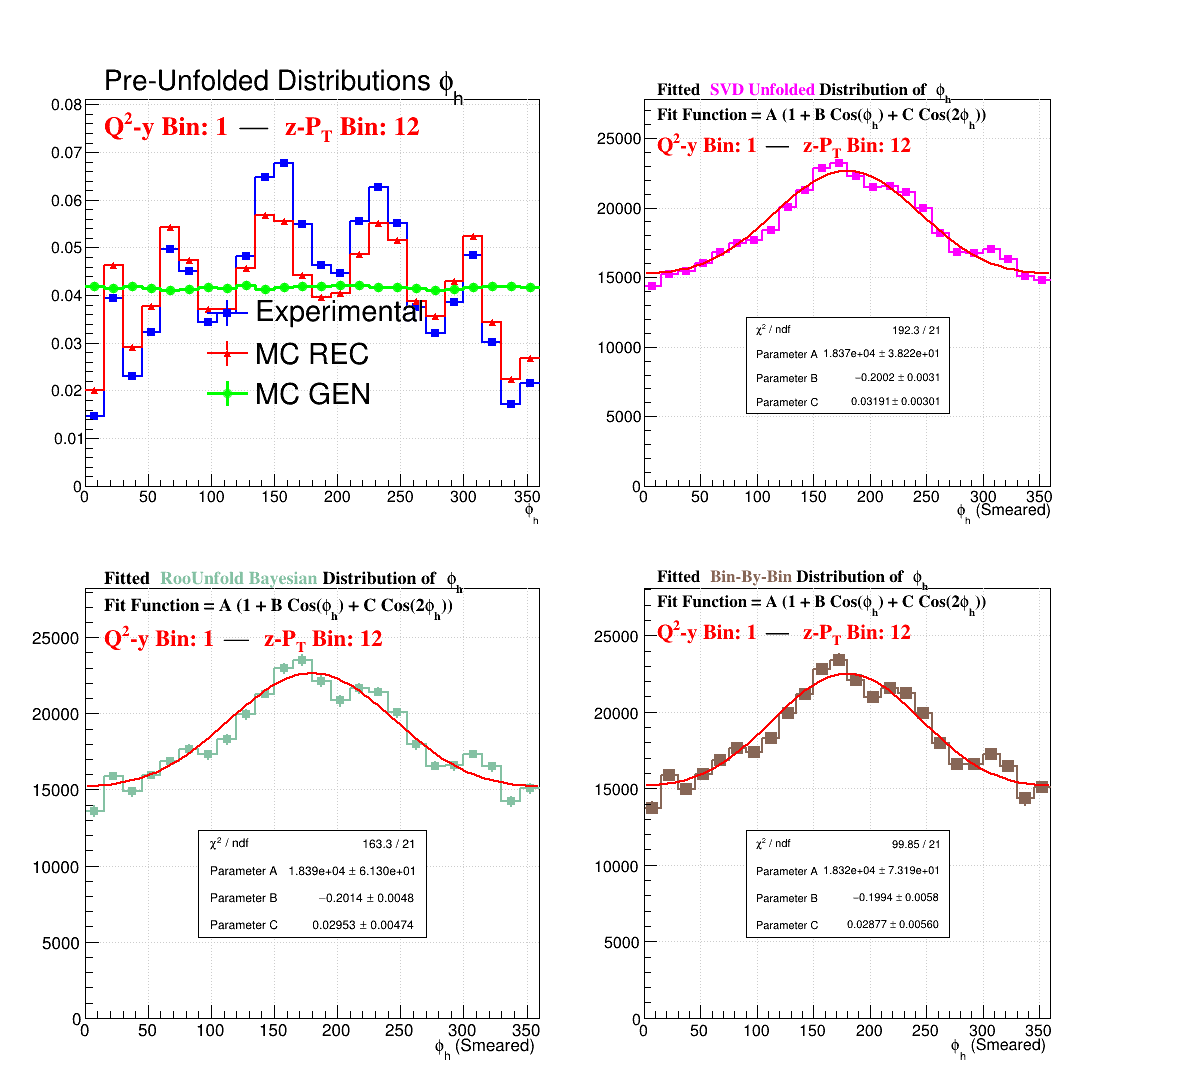 Pre-Unfolded Distributions ϕh
Q²-y Bin: 1 — z-PT Bin: 12
0.08
0.07
0.06
0.05
0.04
0.03
0.02
0.01
0
Experimental
MC REC
MC GEN
0 50 100 150 200 250 300 350
ϕh
Fitted SVD Unfolded Distribution of ϕh
Fit Function = A (1 + B Cos(ϕh) + C Cos(2ϕh))
Q²-y Bin: 1 — z-PT Bin: 12
25000
20000
15000
10000
5000
0
χ² / ndf 192.3 / 21
Parameter A 1.837e+04 ± 3.822e+01
Parameter B −0.2002 ± 0.0031
Parameter C 0.03191 ± 0.00301
0 50 100 150 200 250 300 350
ϕh (Smeared)
Fitted RooUnfold Bayesian Distribution of ϕh
Fit Function = A (1 + B Cos(ϕh) + C Cos(2ϕh))
Q²-y Bin: 1 — z-PT Bin: 12
25000
20000
15000
10000
5000
0
χ² / ndf 163.3 / 21
Parameter A 1.839e+04 ± 6.130e+01
Parameter B −0.2014 ± 0.0048
Parameter C 0.02953 ± 0.00474
0 50 100 150 200 250 300 350
ϕh (Smeared)
Fitted Bin-By-Bin Distribution of ϕh
Fit Function = A (1 + B Cos(ϕh) + C Cos(2ϕh))
Q²-y Bin: 1 — z-PT Bin: 12
25000
20000
15000
10000
5000
0
χ² / ndf 99.85 / 21
Parameter A 1.832e+04 ± 7.319e+01
Parameter B −0.1994 ± 0.0058
Parameter C 0.02877 ± 0.00560
0 50 100 150 200 250 300 350
ϕh (Smeared)